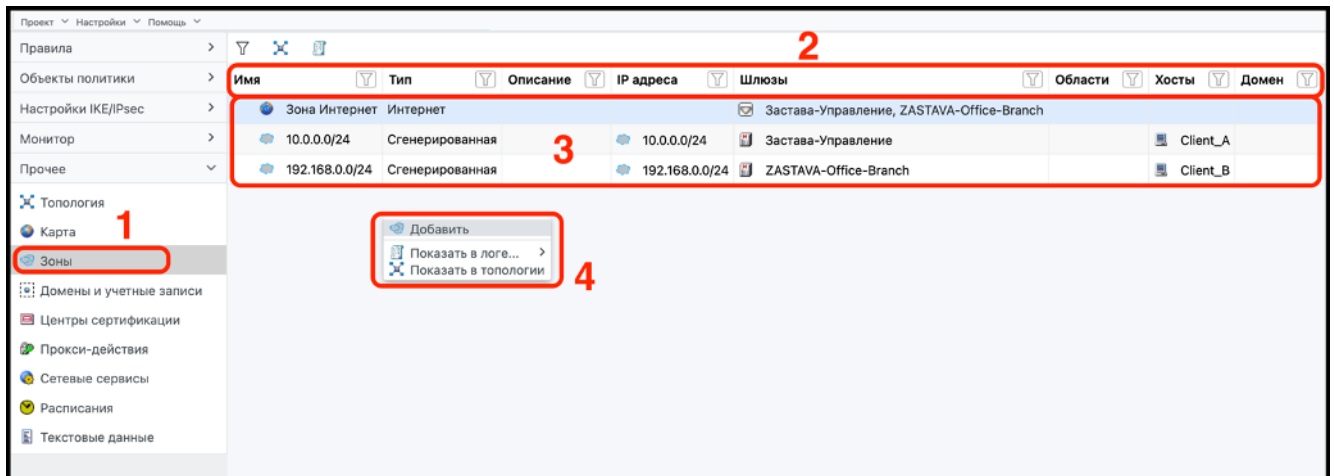 Проект Настройки Помощь
Правила
Объекты политики
Настройки IKE/IPsec
Монитор
Прочее
Топология
1
Карта
Зоны
Домены и учетные записи
Центры сертификации
Прокси-действия
Сетевые сервисы
Расписания
Текстовые данные
2
Имя Тип Описание IP адреса Шлюзы Области Хосты Домен
Зона Интернет Интернет Застава-Управление, ZASTAVA-Office-Branch
10.0.0.0/24 Сгенерированная 10.0.0.0/24 Застава-Управление Client_A
3
192.168.0.0/24 Сгенерированная 192.168.0.0/24 ZASTAVA-Office-Branch Client_B
Добавить
Показать в логе...
Показать в топологии
4